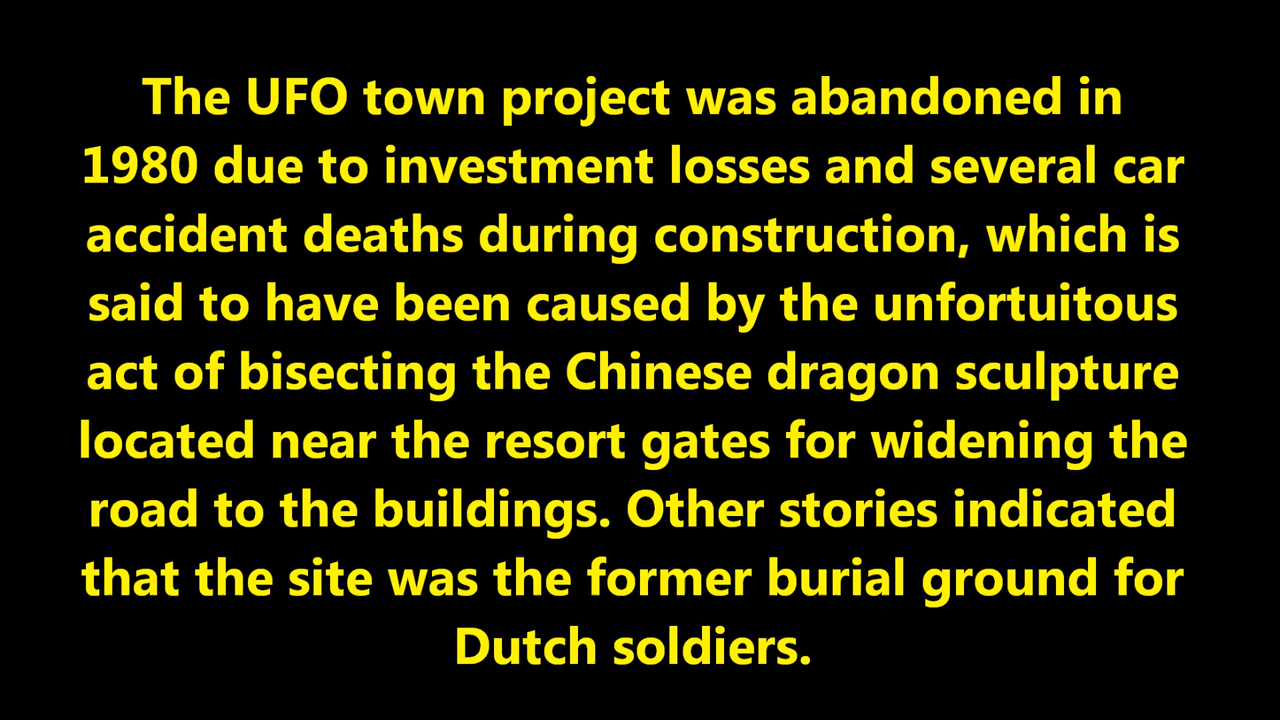 The UFO town project was abandoned in
1980 due to investment losses and several car
accident deaths during construction, which is
said to have been caused by the unfortuitous
act of bisecting the Chinese dragon sculpture
located near the resort gates for widening the
road to the buildings. Other stories indicated
that the site was the former burial ground for
Dutch soldiers.